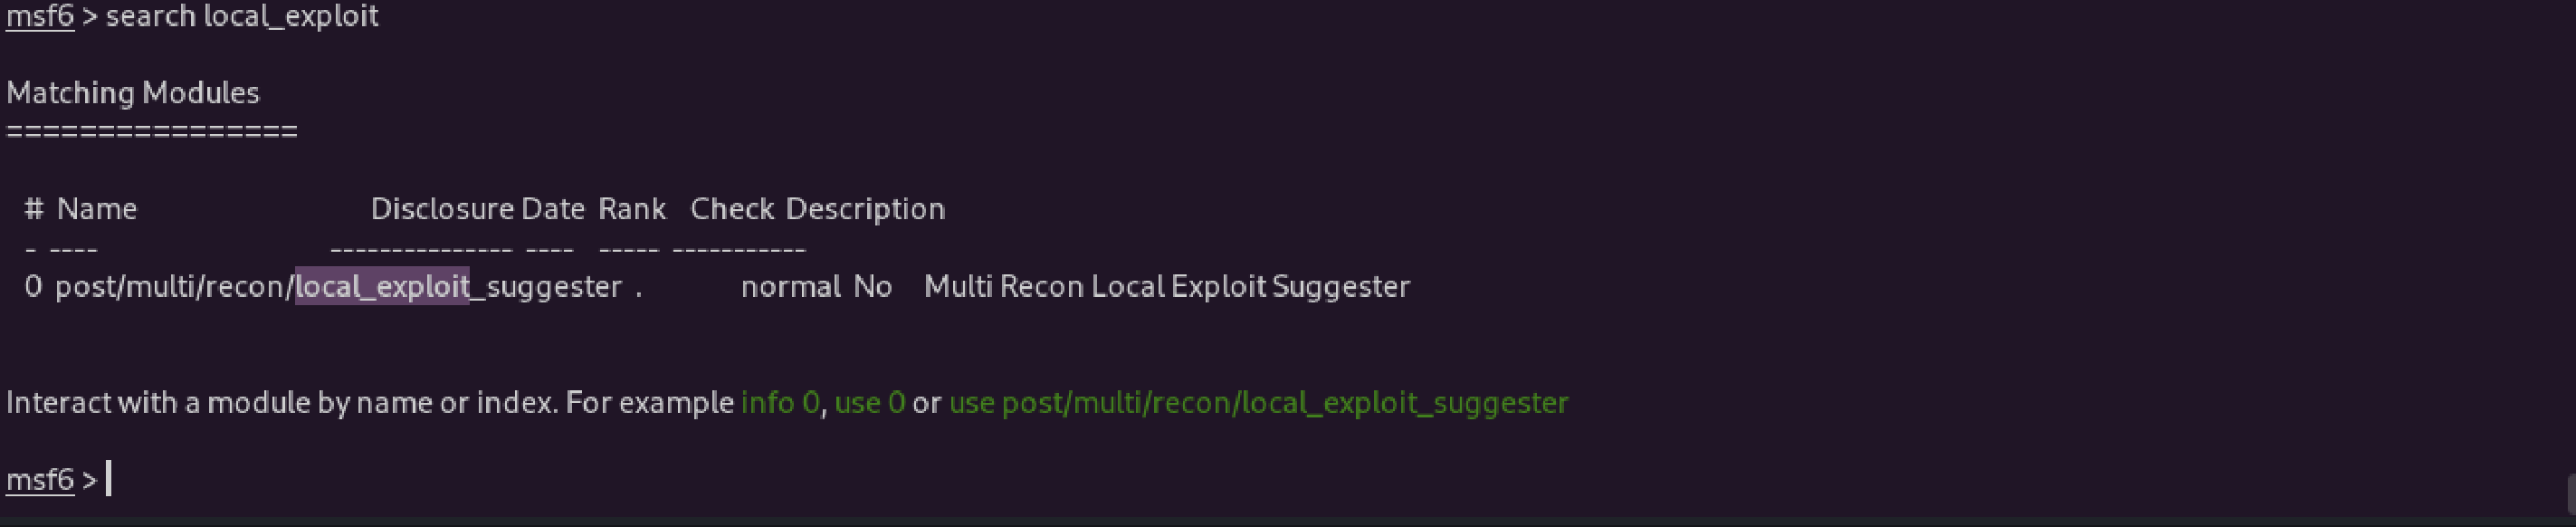 msf6 > search local_exploit
Matching Modules
================
# Name Disclosure Date Rank Check Description
- ---- --------------- ---- ----- -----------
0 post/multi/recon/local_exploit_suggester . normal No Multi Recon Local Exploit Suggester
Interact with a module by name or index. For example info 0, use 0 or use post/multi/recon/local_exploit_suggester
msf6 >